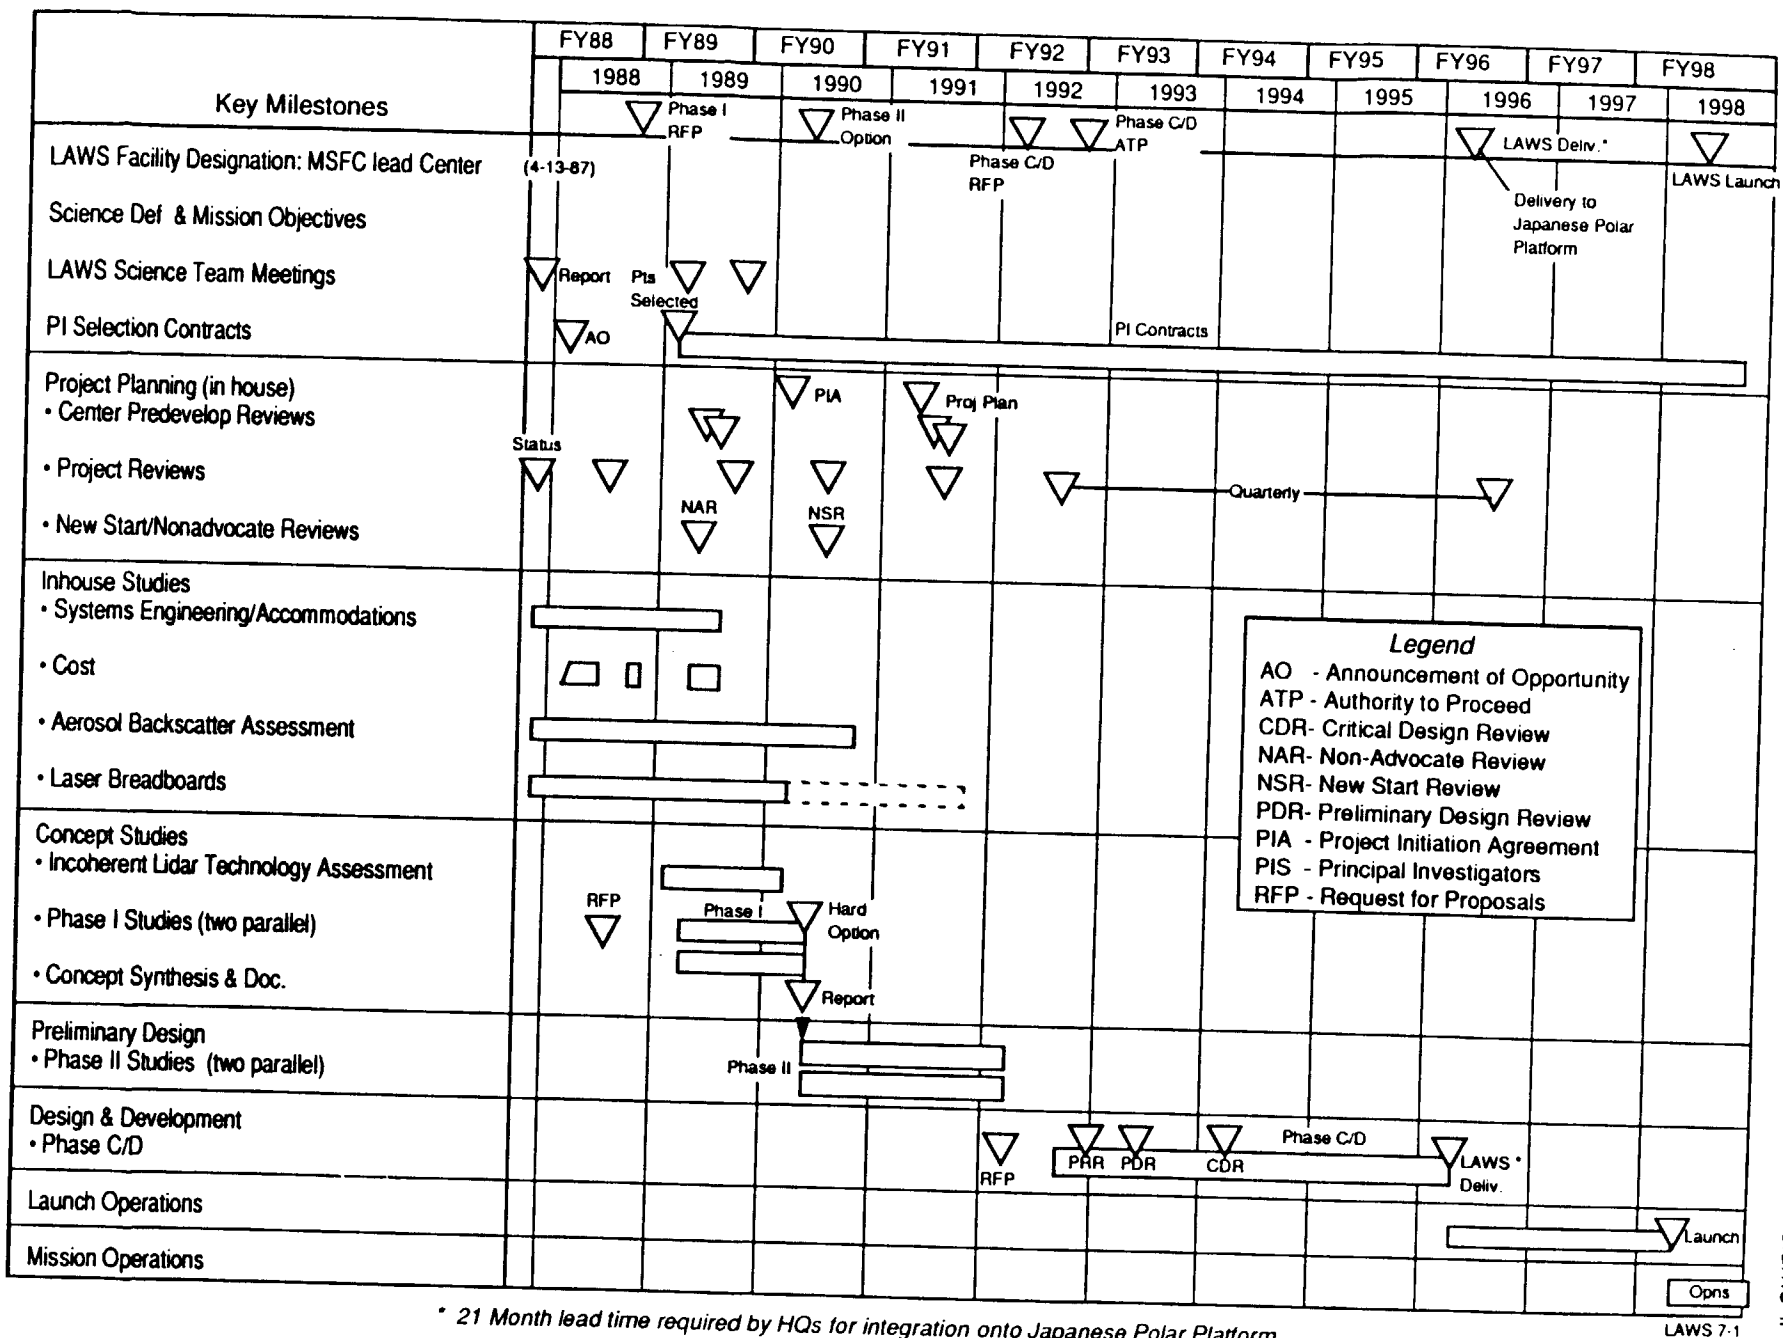 FY88 FY89 FY90 FY91 FY92 FY93 FY94 FY95 FY96 FY97 FY98
1988 1989 1990 1991 1992 1993 1994 1995 1996 1997 1998
Key Milestones
Phase I
RFP
Phase II
Option
Phase C/D
RFP
Phase C/D
ATP
LAWS Deliv.*
LAWS Launch
Delivery to
Japanese Polar
Platform
LAWS Facility Designation: MSFC lead Center (4-13-87)
Science Def & Mission Objectives
LAWS Science Team Meetings Report
PIs
Selected
PI Selection Contracts AO PI Contracts
Project Planning (in house) PIA Proj Plan
• Center Predevelop Reviews
Status
• Project Reviews Quarterly
NAR NSR
• New Start/Nonadvocate Reviews
Inhouse Studies
• Systems Engineering/Accommodations
• Cost
• Aerosol Backscatter Assessment
• Laser Breadboards
Legend
AO - Announcement of Opportunity
ATP - Authority to Proceed
CDR- Critical Design Review
NAR- Non-Advocate Review
NSR- New Start Review
PDR- Preliminary Design Review
PIA - Project Initiation Agreement
PIS - Principal Investigators
RFP - Request for Proposals
Concept Studies
• Incoherent Lidar Technology Assessment
RFP Phase I Hard
Option
• Phase I Studies (two parallel)
• Concept Synthesis & Doc.
Report
Preliminary Design
• Phase II Studies (two parallel) Phase II
Design & Development
• Phase C/D
RFP PRR PDR CDR Phase C/D
LAWS *
Deliv.
Launch Operations
Launch
Mission Operations
Opns
* 21 Month lead time required by HQs for integration onto Japanese Polar Platform
LAWS 7-1